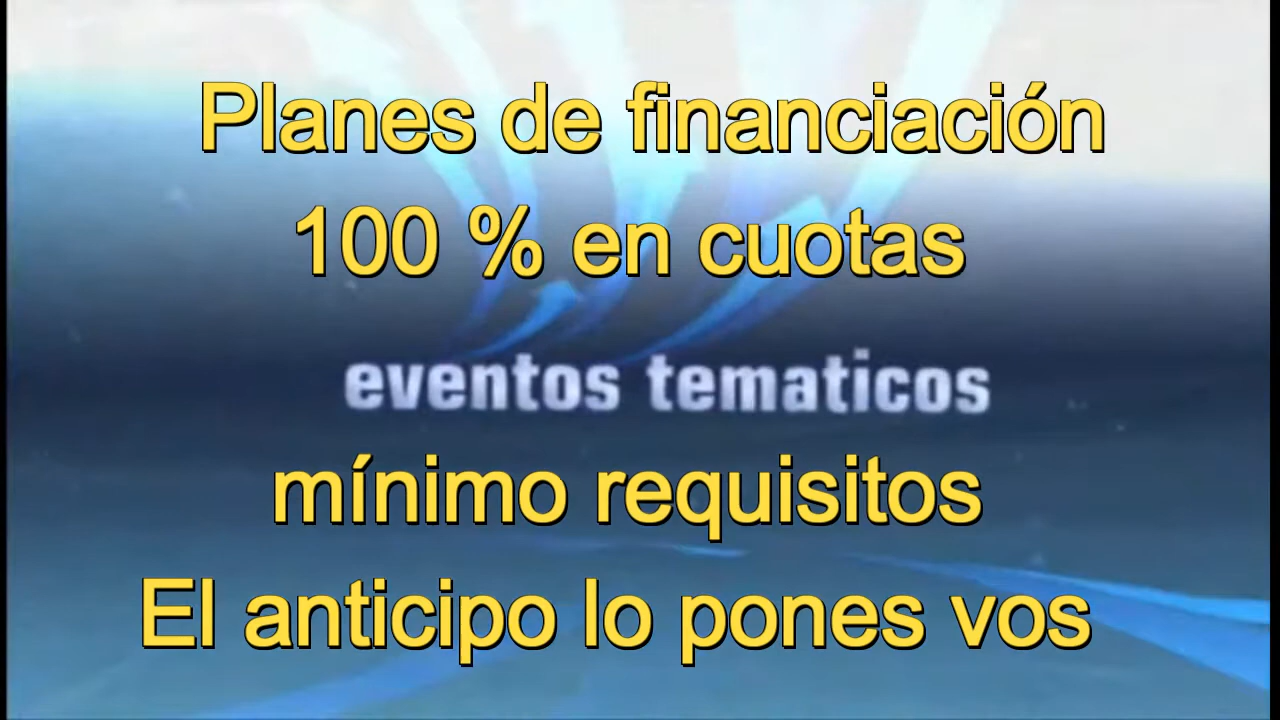 Planes de financiación
100 % en cuotas
eventos tematicos
mínimo requisitos
El anticipo lo pones vos